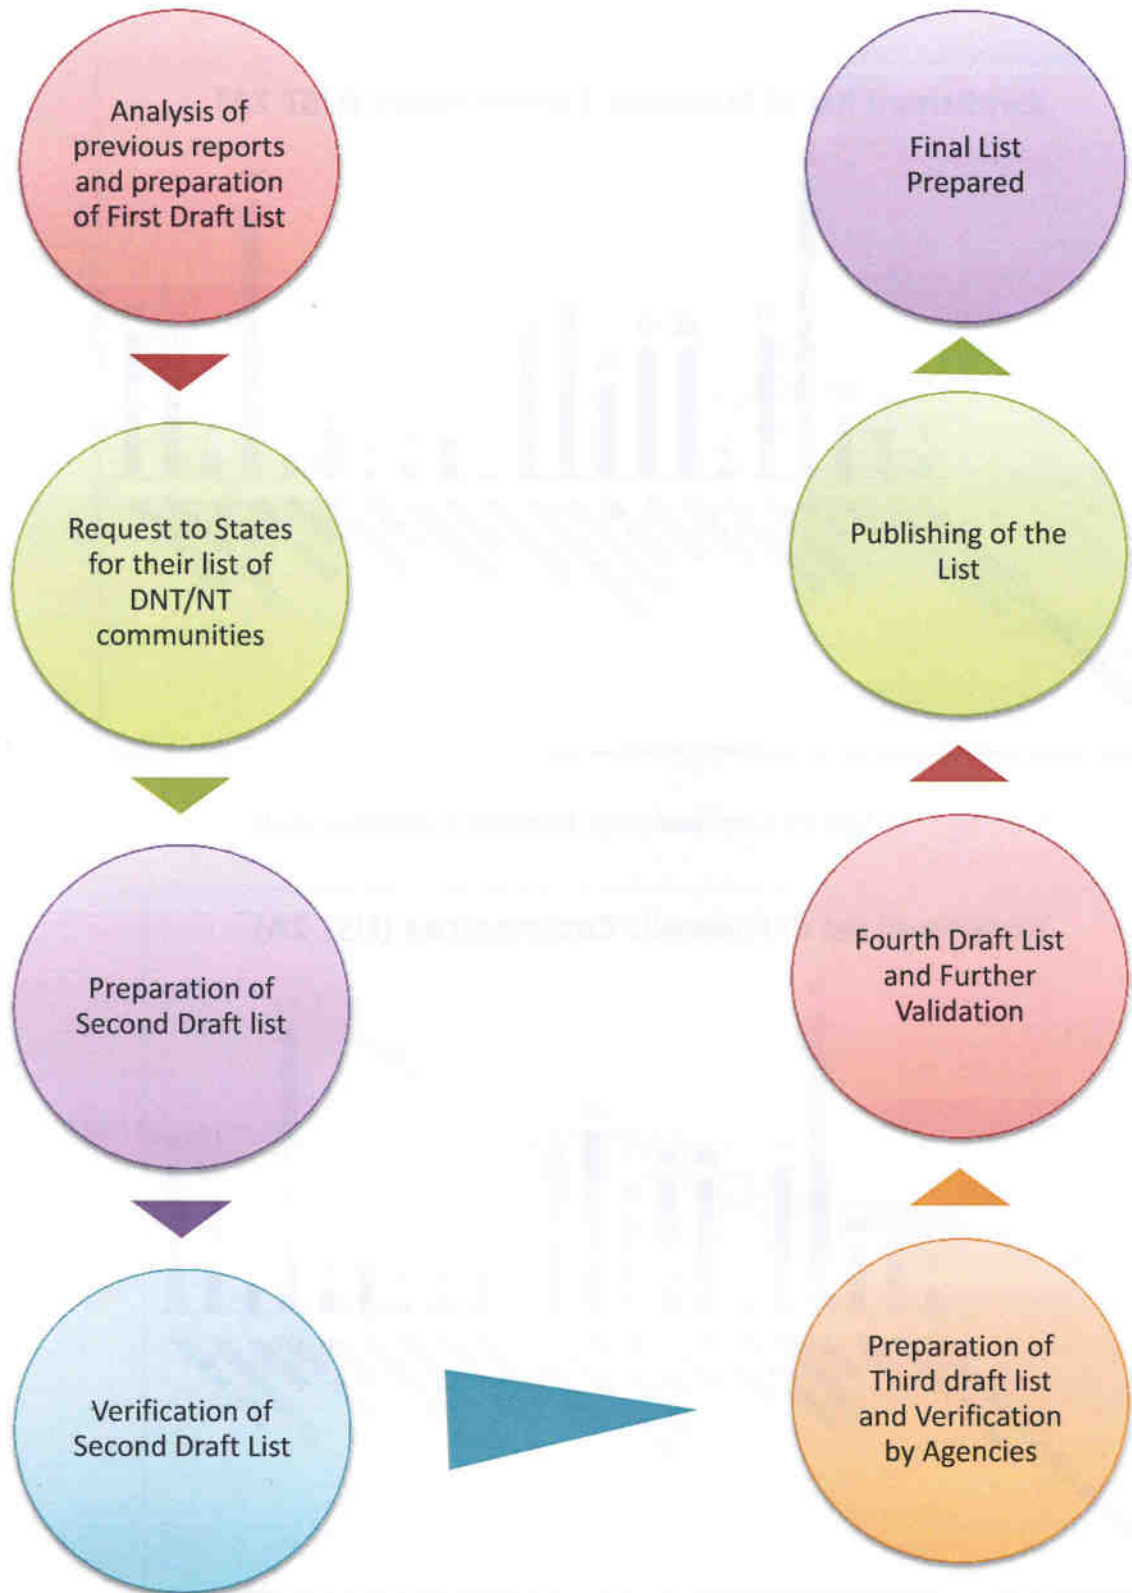 Analysis of
previous reports
and preparation
of First Draft List
Request to States
for their list of
DNT/NT
communities
Preparation of
Second Draft list
Verification of
Second Draft List
Preparation of
Third draft list
and Verification
by Agencies
Fourth Draft List
and Further
Validation
Publishing of the
List
Final List
Prepared